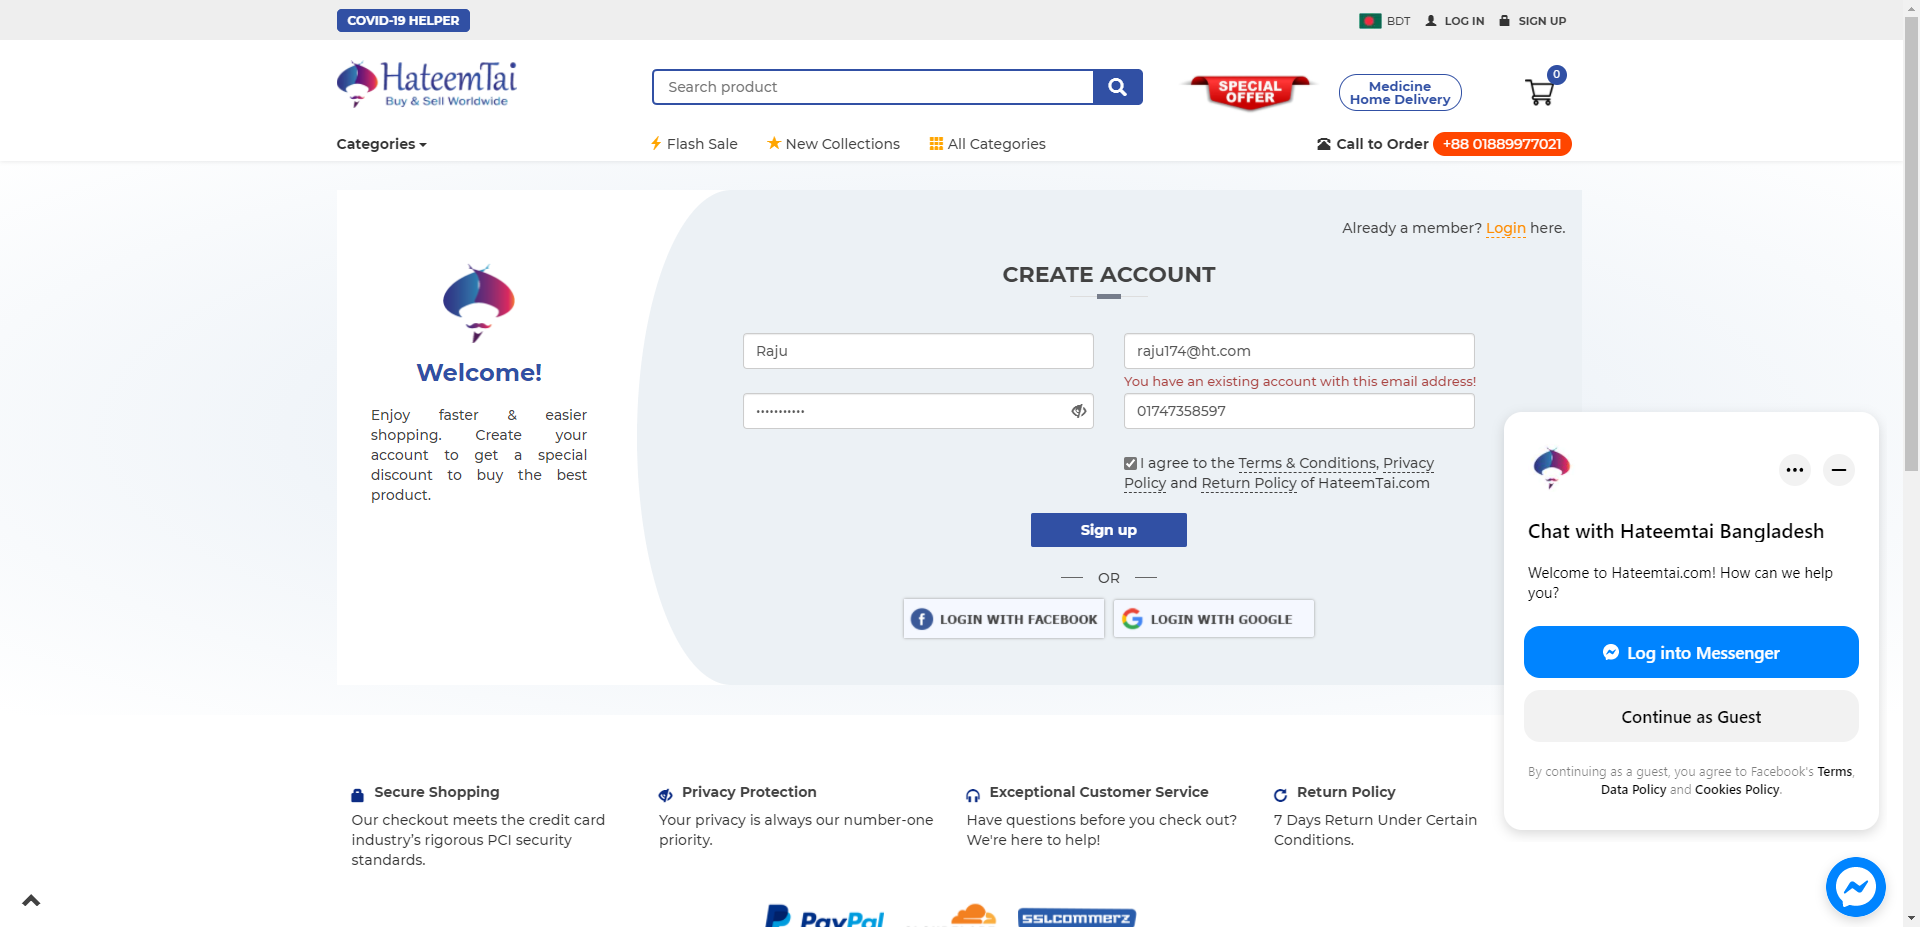 COVID-19 HELPER
BDT LOG IN SIGN UP
HateemTai
Buy & Sell Worldwide
Search product
SPECIAL
OFFER
Medicine
Home Delivery
0
Categories
Flash Sale
New Collections
All Categories
Call to Order +88 01889977021
Already a member? Login here.
CREATE ACCOUNT
Raju
raju174@ht.com
You have an existing account with this email address!
•••••••••••
01747358597
I agree to the Terms & Conditions, Privacy
Policy and Return Policy of HateemTai.com
Sign up
OR
LOGIN WITH FACEBOOK
LOGIN WITH GOOGLE
Welcome!
Enjoy faster & easier
shopping. Create your
account to get a special
discount to buy the best
product.
Chat with Hateemtai Bangladesh
Welcome to Hateemtai.com! How can we help
you?
Log into Messenger
Continue as Guest
By continuing as a guest, you agree to Facebook's Terms,
Data Policy and Cookies Policy.
Secure Shopping
Our checkout meets the credit card
industry’s rigorous PCI security
standards.
Privacy Protection
Your privacy is always our number-one
priority.
Exceptional Customer Service
Have questions before you check out?
We're here to help!
Return Policy
7 Days Return Under Certain
Conditions.
PayPal
SSLCOMMERZ